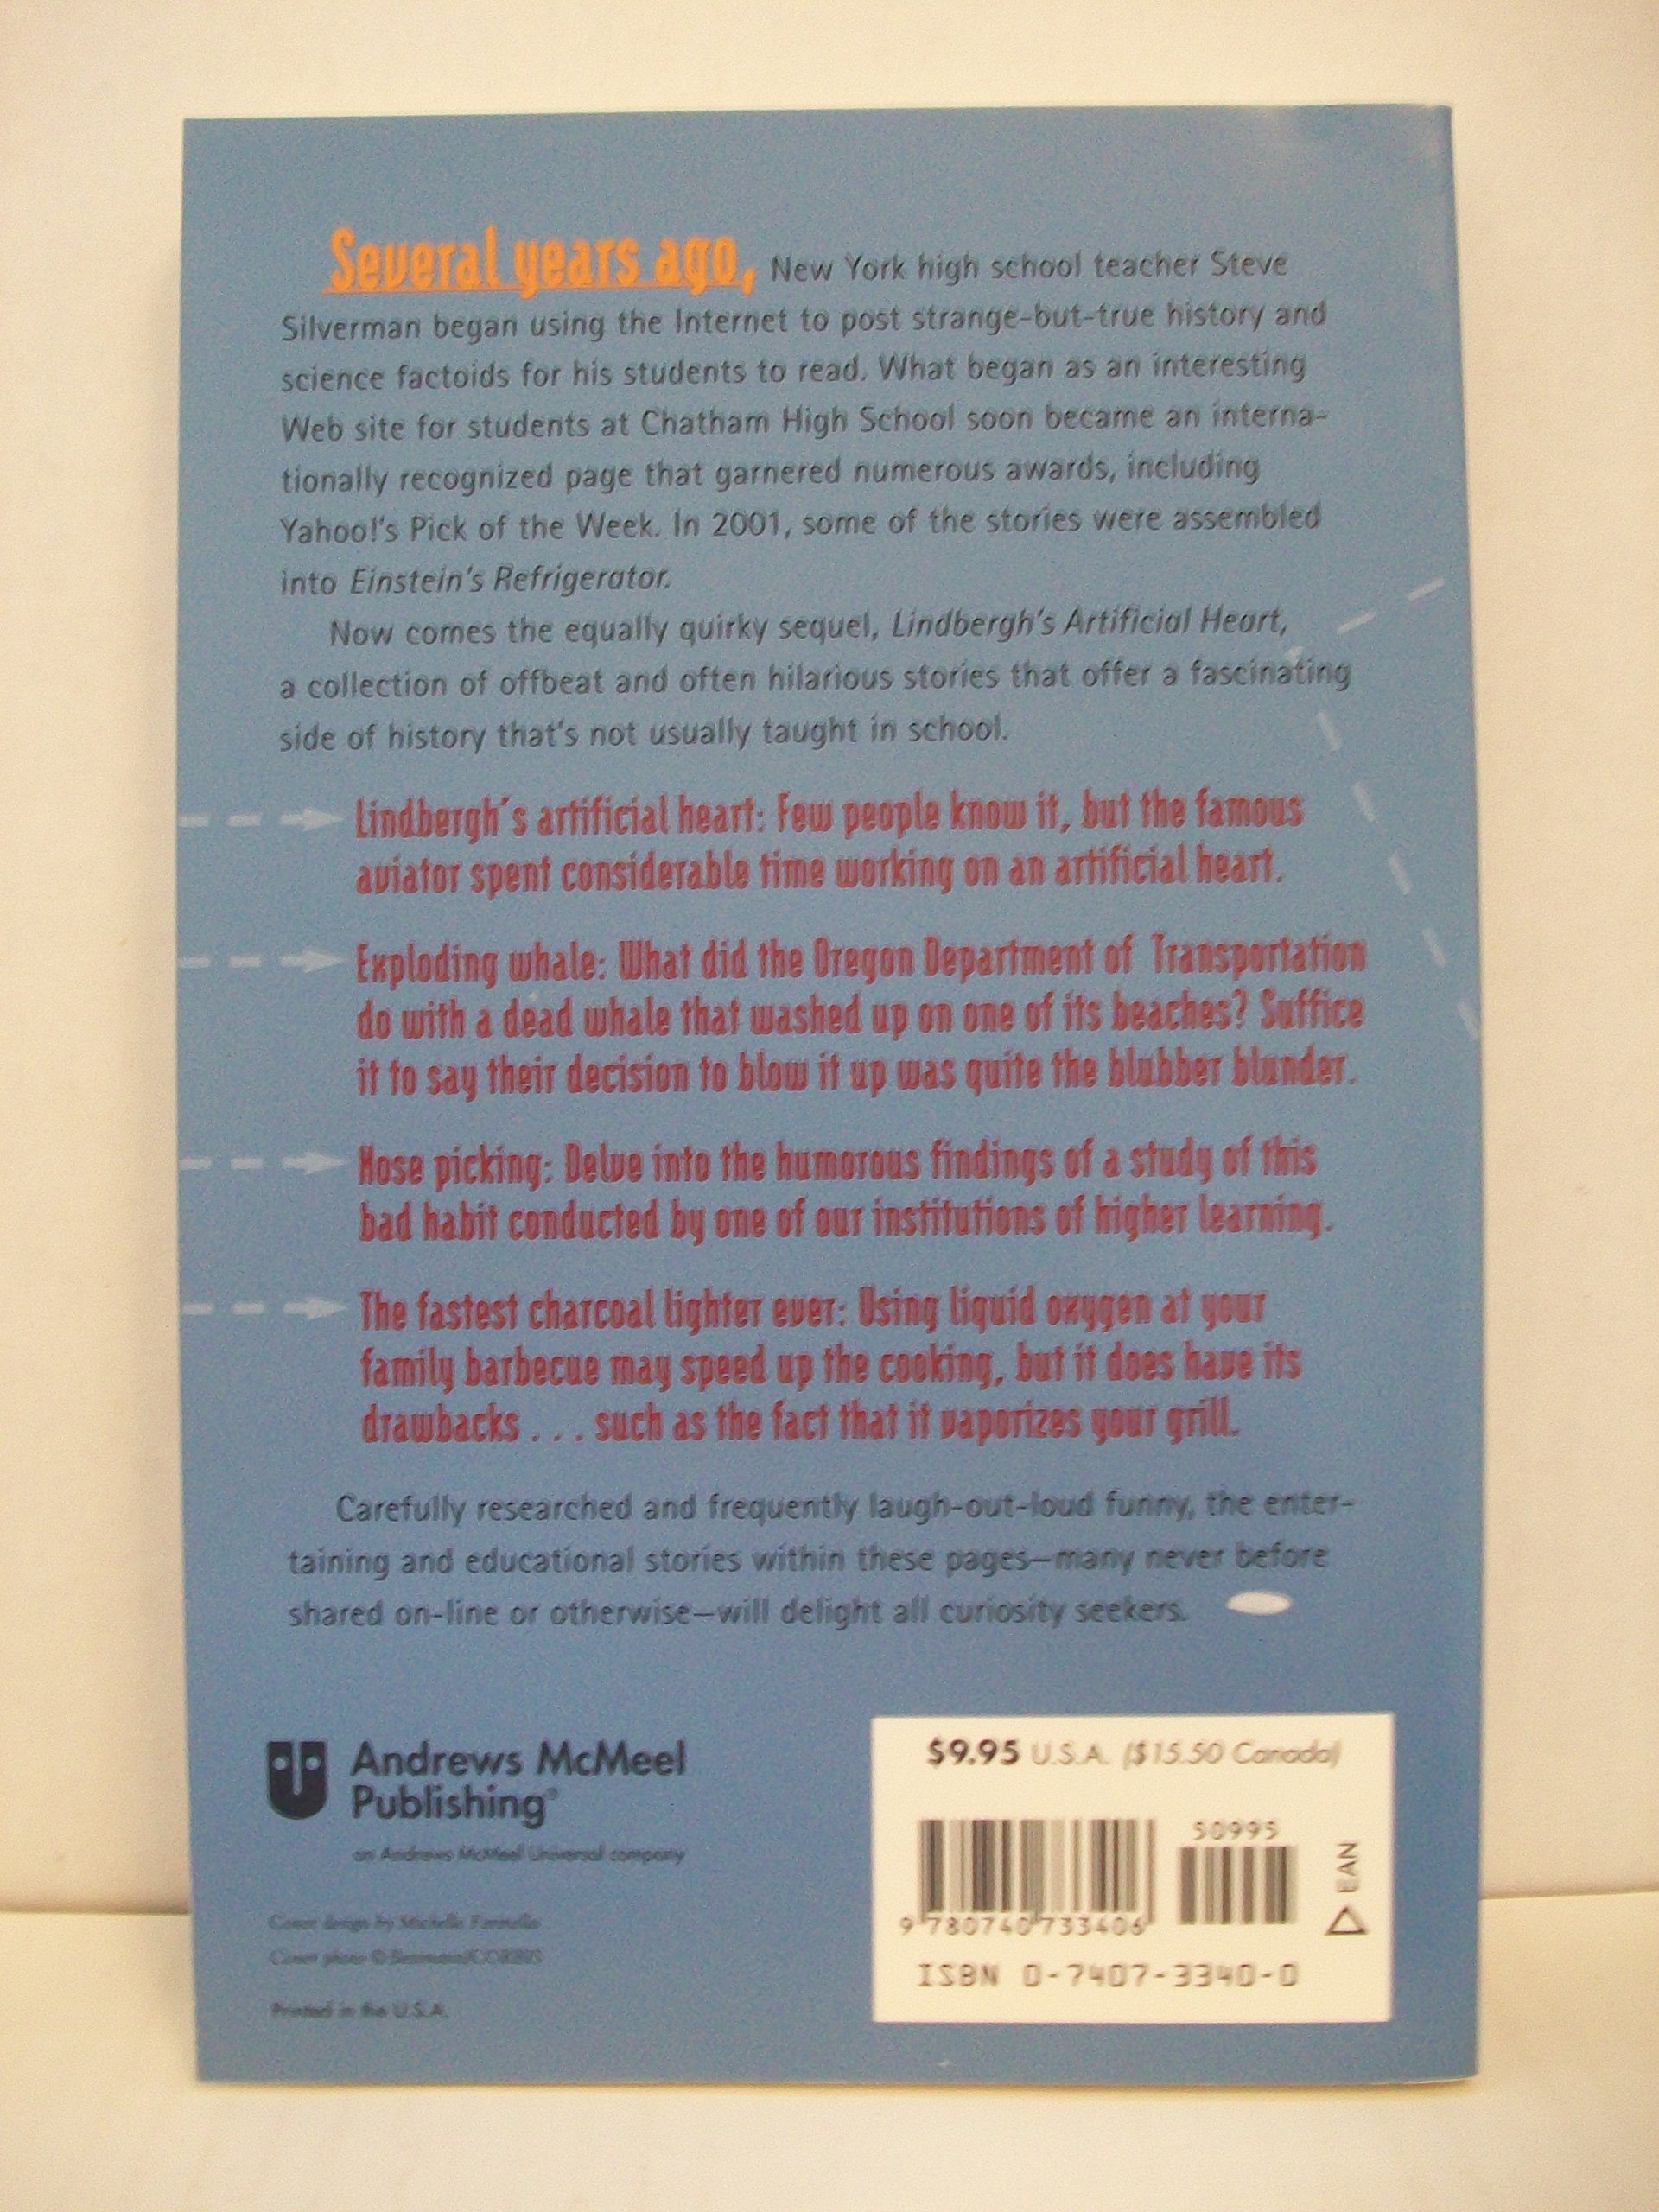 Several years ago, New York high school teacher Steve
Silverman began using the Internet to post strange-but-true history and
science factoids for his students to read. What began as an interesting
Web site for students at Chatham High School soon became an interna-
tionally recognized page that garnered numerous awards, including
Yahoo!'s Pick of the Week. In 2001, some of the stories were assembled
into Einstein's Refrigerator.
Now comes the equally quirky sequel, Lindbergh's Artificial Heart,
a collection of offbeat and often hilarious stories that offer a fascinating
side of history that's not usually taught in school.
Lindbergh's artificial heart: Few people know it, but the famous
aviator spent considerable time working on an artificial heart.
Exploding whale: What did the Oregon Department of Transportation
do with a dead whale that washed up on one of its beaches? Suffice
it to say their decision to blow it up was quite the blubber blunder.
Nose picking: Delve into the humorous findings of a study of this
bad habit conducted by one of our institutions of higher learning.
The fastest charcoal lighter ever: Using liquid oxygen at your
family barbecue may speed up the cooking, but it does have its
drawbacks . . . such as the fact that it vaporizes your grill.
Carefully researched and frequently laugh-out-loud funny, the enter-
taining and educational stories within these pages—many never before
shared on-line or otherwise—will delight all curiosity seekers.
Andrews McMeel
Publishing®
an Andrews McMeel Universal company
Cover design by Michelle
Cover photo ©
Printed in the U.S.A.
$9.95 U.S.A. ($15.50 Canada)
50995
9 780740 733406
EAN
ISBN 0-7407-3340-0